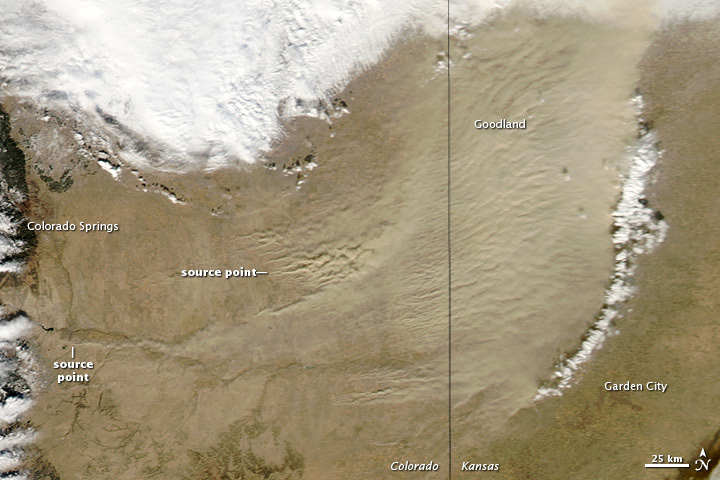 Goodland
Colorado Springs
source point
source
point
Garden City
Colorado
Kansas
25 km
N